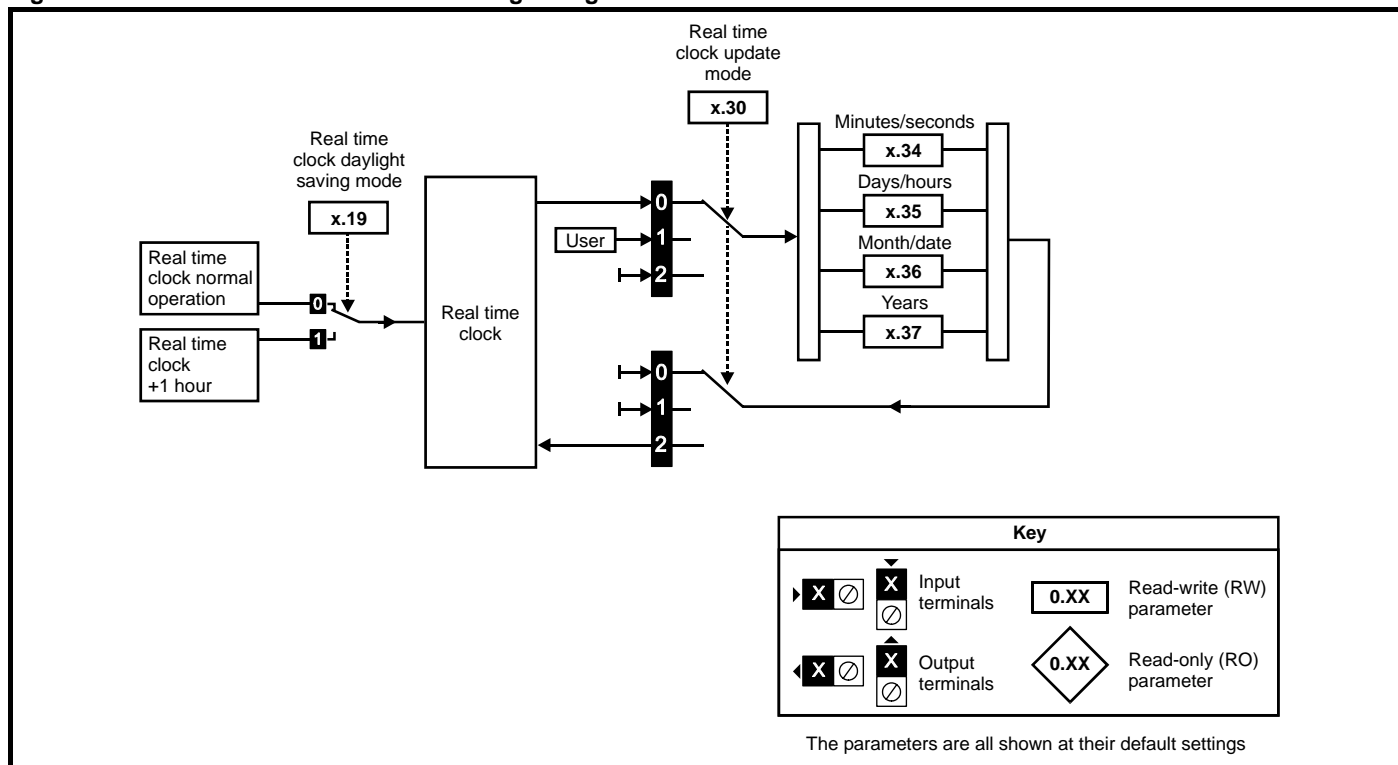 Real time
clock update
mode
x.30
Real time
clock daylight
saving mode
x.19
Real time
clock normal
operation
0
1
Real time
clock
+1 hour
Real time
clock
0
User
1
2
0
1
2
Minutes/seconds
x.34
Days/hours
x.35
Month/date
x.36
Years
x.37
Key
X
X
Input
terminals
0.XX
Read-write (RW)
parameter
X
X
Output
terminals
0.XX
Read-only (RO)
parameter
The parameters are all shown at their default settings